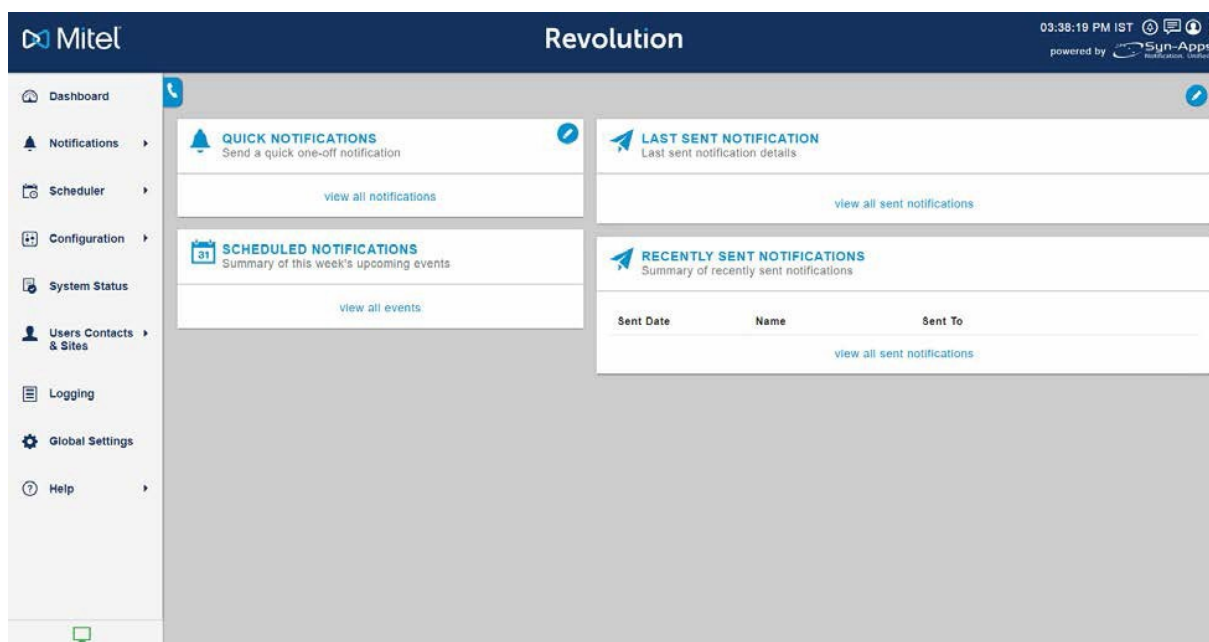 Mitel
Revolution
03:38:19 PM IST
powered by Syn-Apps
Notification. Unified
Dashboard
Notifications
Scheduler
Configuration
System Status
Users Contacts
& Sites
Logging
Global Settings
Help
QUICK NOTIFICATIONS
Send a quick one-off notification
view all notifications
SCHEDULED NOTIFICATIONS
31
Summary of this week's upcoming events
view all events
LAST SENT NOTIFICATION
Last sent notification details
view all sent notifications
RECENTLY SENT NOTIFICATIONS
Summary of recently sent notifications
Sent Date Name Sent To
view all sent notifications